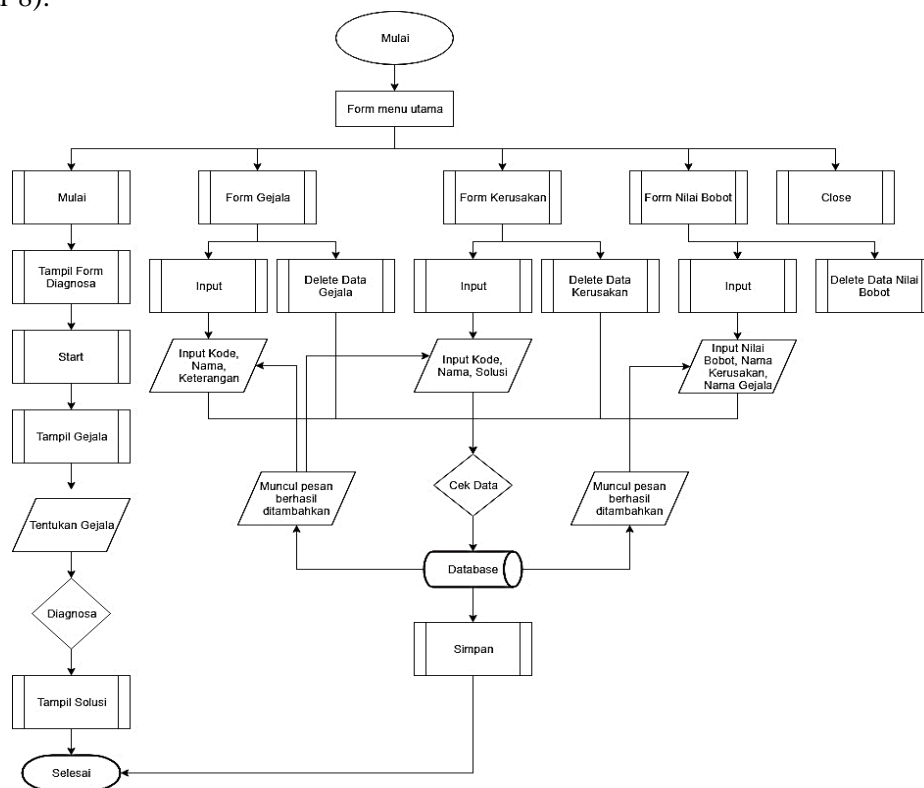 8).
Mulai
Form menu utama
Mulai
Form Gejala
Form Kerusakan
Form Nilai Bobot
Close
Tampil Form
Diagnosa
Input
Delete Data
Gejala
Input
Delete Data
Kerusakan
Input
Delete Data Nilai
Bobot
Start
Input Kode,
Nama,
Keterangan
Input Kode,
Nama, Solusi
Input Nilai
Bobot, Nama
Kerusakan,
Nama Gejala
Tampil Gejala
Muncul pesan
berhasil
ditambahkan
Cek Data
Muncul pesan
berhasil
ditambahkan
Tentukan Gejala
Database
Diagnosa
Simpan
Tampil Solusi
Selesai